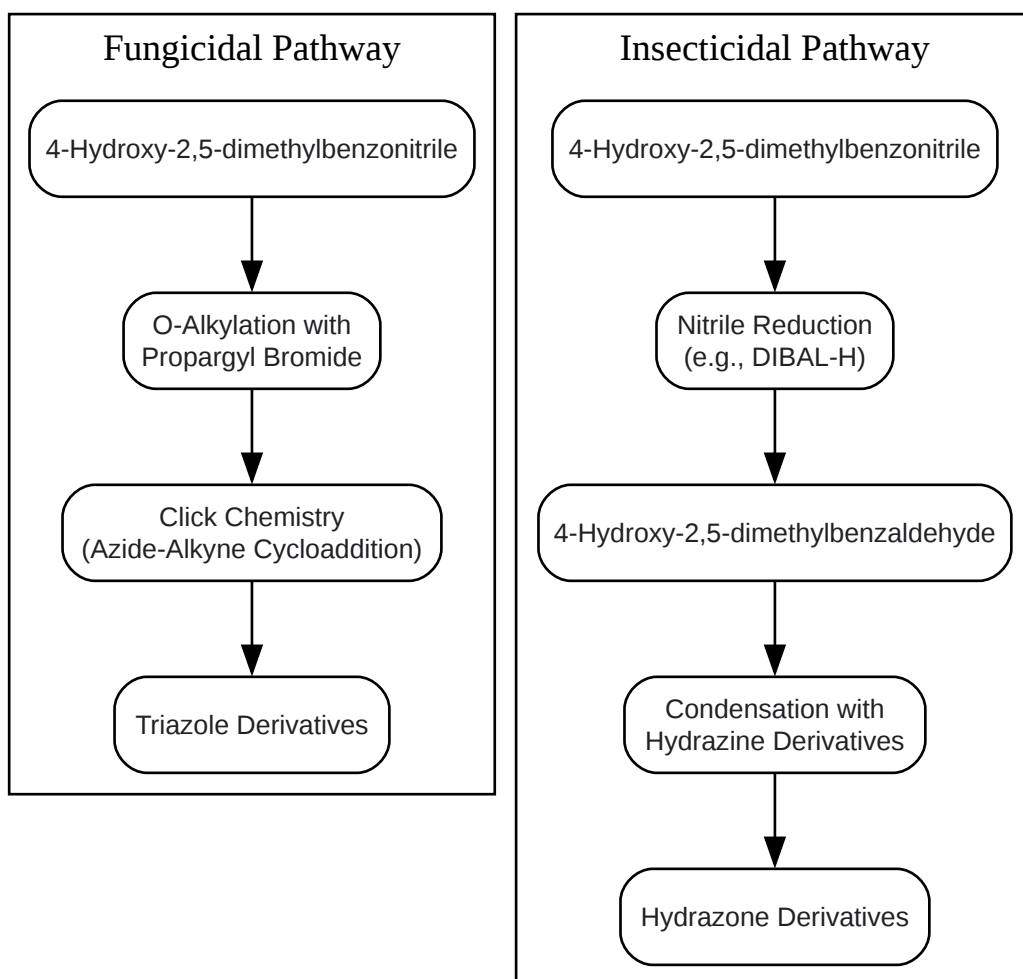 Fungicidal Pathway
4-Hydroxy-2,5-dimethylbenzonitrile
O-Alkylation with
Propargyl Bromide
Click Chemistry
(Azide-Alkyne Cycloaddition)
Triazole Derivatives
Insecticidal Pathway
4-Hydroxy-2,5-dimethylbenzonitrile
Nitrile Reduction
(e.g., DIBAL-H)
4-Hydroxy-2,5-dimethylbenzaldehyde
Condensation with
Hydrazine Derivatives
Hydrazone Derivatives